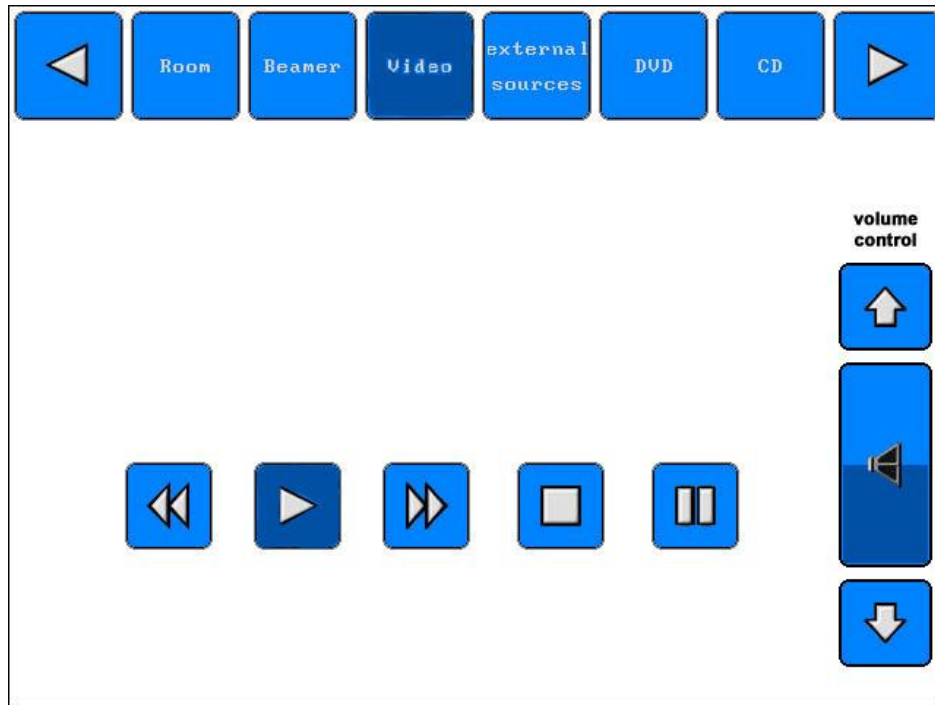 Room
Beamer
Video
external
sources
DVD
CD
volume
control